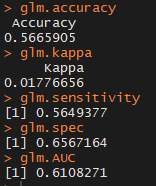 > glm.accuracy
Accuracy
0.5665905
> glm.kappa
Kappa
0.01776656
> glm.sensitivity
[1] 0.5649377
> glm.spec
[1] 0.6567164
> glm.AUC
[1] 0.6108271